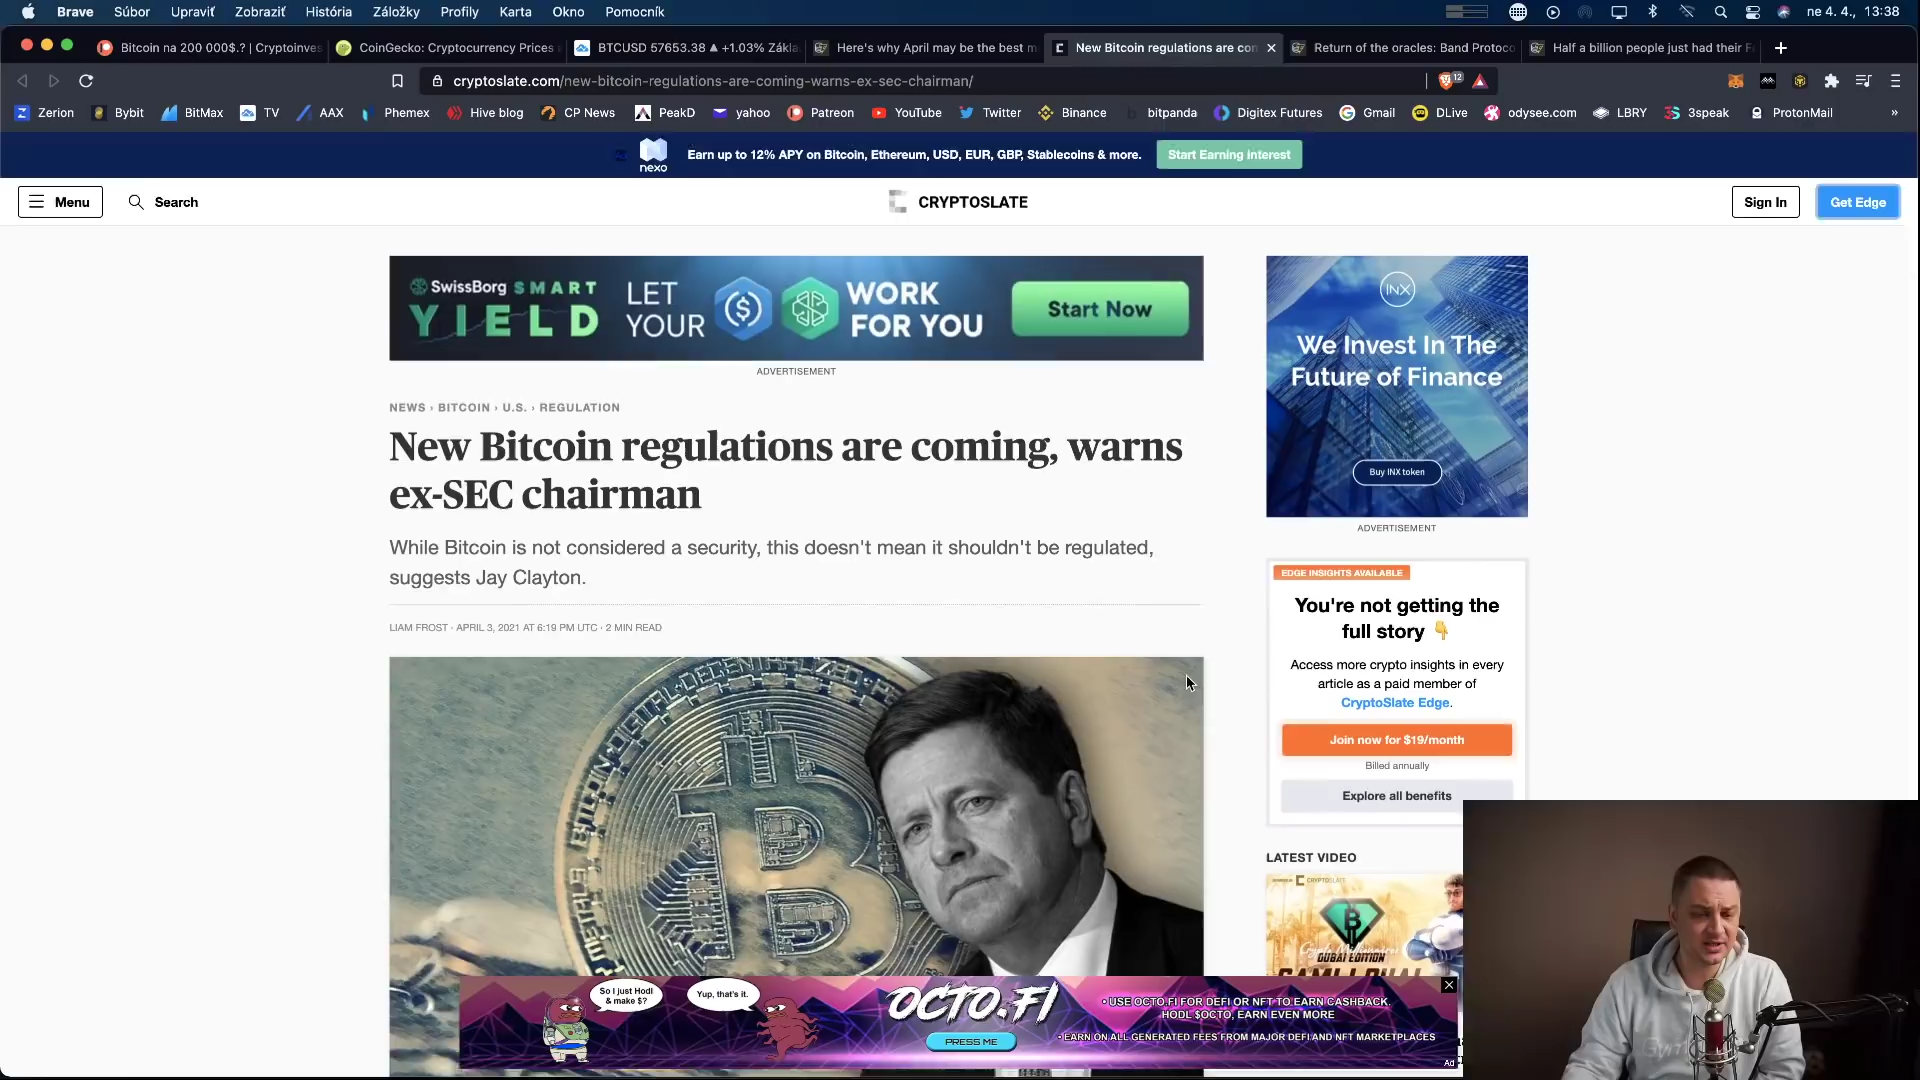 Brave Súbor Upraviť Zobraziť História Záložky Profily Karta Okno Pomocník ne 4. 4., 13:38
Bitcoin na 200 000$.? | Cryptoinves
CoinGecko: Cryptocurrency Prices
BTCUSD 57653.38 ▲ +1.03% Zákla
Here's why April may be the best m
New Bitcoin regulations are con
Return of the oracles: Band Protoco
Half a billion people just had their F
cryptoslate.com/new-bitcoin-regulations-are-coming-warns-ex-sec-chairman/
12
Zerion Bybit BitMax TV AAX Phemex Hive blog CP News PeakD yahoo Patreon YouTube Twitter Binance bitpanda Digitex Futures Gmail DLive odysee.com LBRY 3speak ProtonMail »
nexo
Earn up to 12% APY on Bitcoin, Ethereum, USD, EUR, GBP, Stablecoins & more.
Start Earning Interest
Menu
Search
CRYPTOSLATE
Sign In
Get Edge
SwissBorg SMART
YIELD
LET
YOUR
WORK
FOR YOU
Start Now
ADVERTISEMENT
NEWS › BITCOIN › U.S. › REGULATION
New Bitcoin regulations are coming, warns
ex-SEC chairman
While Bitcoin is not considered a security, this doesn't mean it shouldn't be regulated,
suggests Jay Clayton.
LIAM FROST · APRIL 3, 2021 AT 6:19 PM UTC · 2 MIN READ
INX
We Invest In The
Future of Finance
Buy INX token
ADVERTISEMENT
EDGE INSIGHTS AVAILABLE
You're not getting the
full story 👇
Access more crypto insights in every
article as a paid member of
CryptoSlate Edge.
Join now for $19/month
Billed annually
Explore all benefits
LATEST VIDEO
CRYPTOSLATE
Crypto Millionaires
DUBAI EDITION
So I just Hodl
& make $?
Yup, that's it.
OCTO.FI
PRESS ME
• USE OCTO.FI FOR DEFI OR NFT TO EARN CASHBACK.
HODL $OCTO, EARN EVEN MORE
• EARN ON ALL GENERATED FEES FROM MAJOR DEFI AND NFT MARKETPLACES
Ad